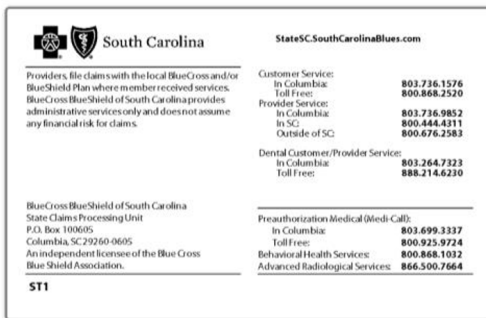 South Carolina
StateSC.SouthCarolinaBlues.com
Providers, file claims with the local BlueCross and/or
BlueShield Plan where member received services.
BlueCross BlueShield of South Carolina provides
administrative services only and does not assume
any financial risk for claims.
Customer Service:
In Columbia: 803.736.1576
Toll Free: 800.868.2520
Provider Service:
In Columbia: 803.736.9852
In SC: 800.444.4311
Outside of SC: 800.676.2583
Dental Customer/Provider Service:
In Columbia: 803.264.7323
Toll Free: 888.214.6230
BlueCross BlueShield of South Carolina
State Claims Processing Unit
P.O. Box 100605
Columbia, SC 29260-0605
An independent licensee of the Blue Cross
Blue Shield Association.
Preauthorization Medical (Medi-Call):
In Columbia: 803.699.3337
Toll Free: 800.925.9724
Behavioral Health Services: 800.868.1032
Advanced Radiological Services: 866.500.7664
ST1